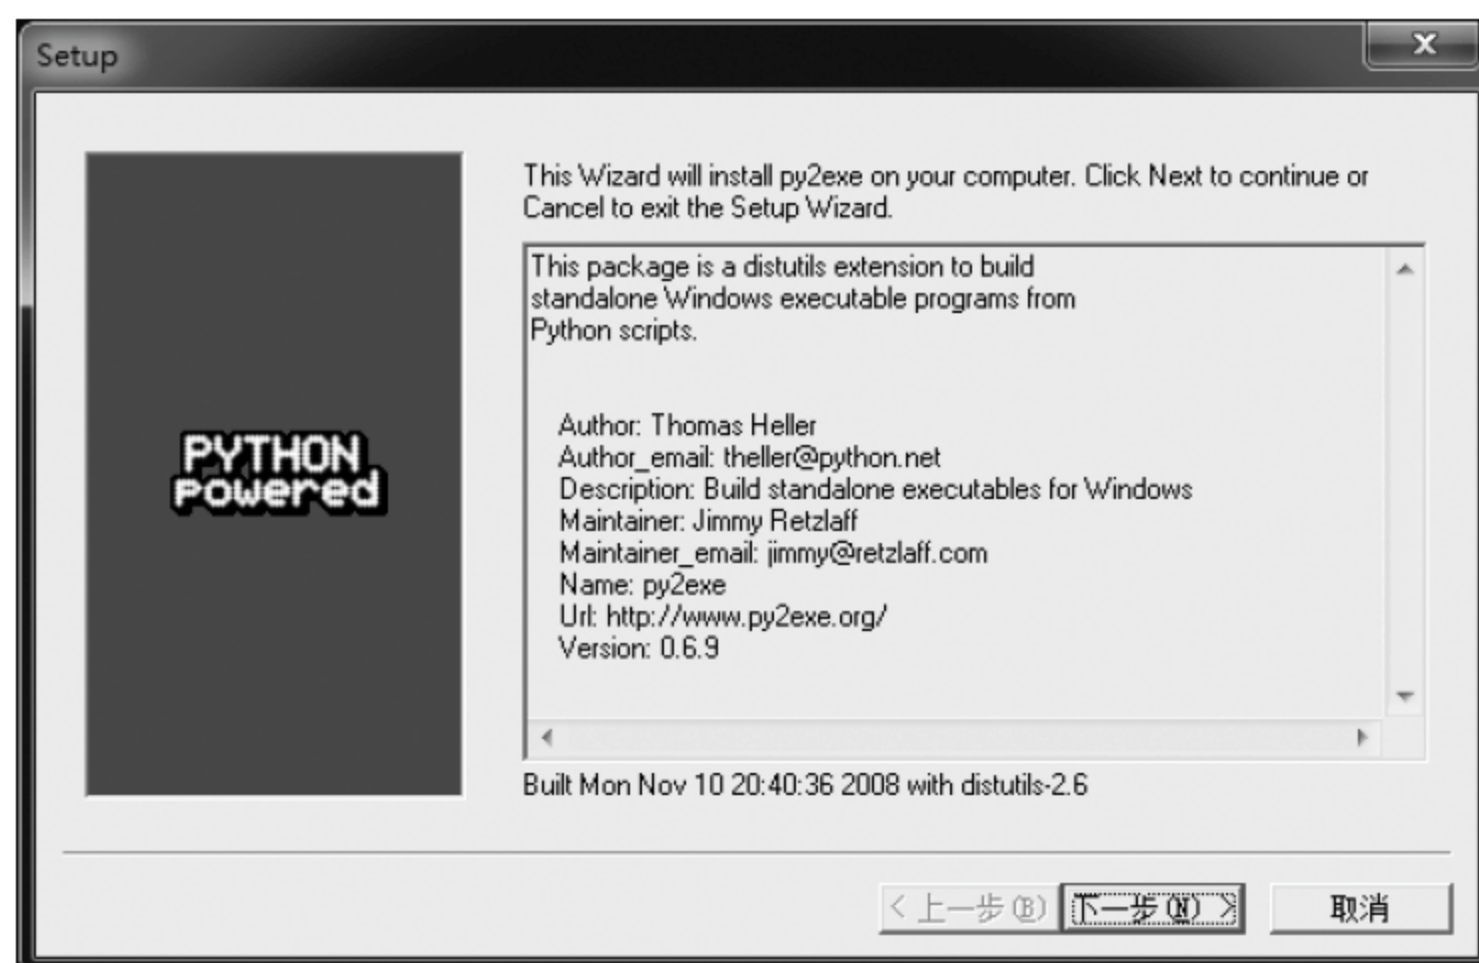 Setup
This Wizard will install py2exe on your computer. Click Next to continue or
Cancel to exit the Setup Wizard.
This package is a distutils extension to build
standalone Windows executable programs from
Python scripts.
Author: Thomas Heller
Author_email: theller@python.net
Description: Build standalone executables for Windows
Maintainer: Jimmy Retzlaff
Maintainer_email: jimmy@retzlaff.com
Name: py2exe
Url: http://www.py2exe.org/
Version: 0.6.9
PYTHON
powered
Built Mon Nov 10 20:40:36 2008 with distutils-2.6
< 上一步(B) 下一步(N) > 取消